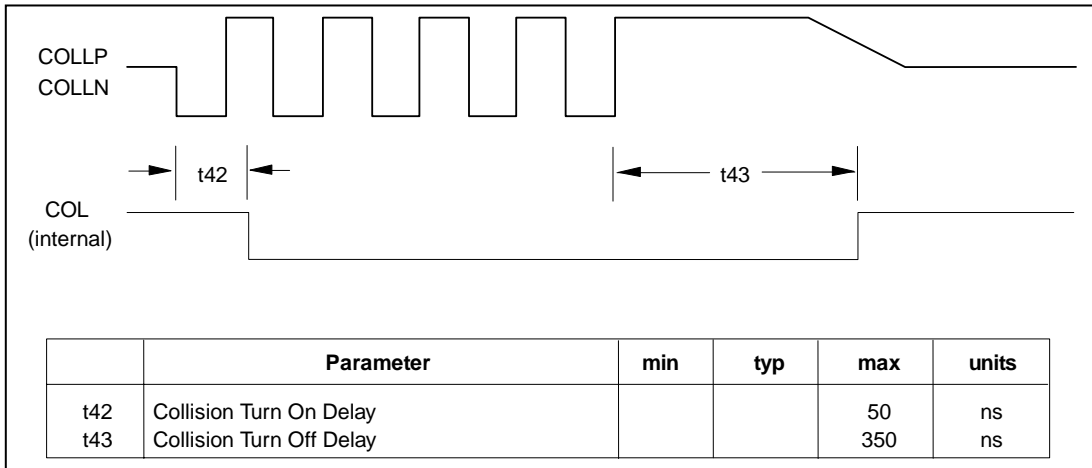 COLLP
COLLN
t42
t43
COL
(internal)
Parameter min typ max units
t42 Collision Turn On Delay 50 ns
t43 Collision Turn Off Delay 350 ns